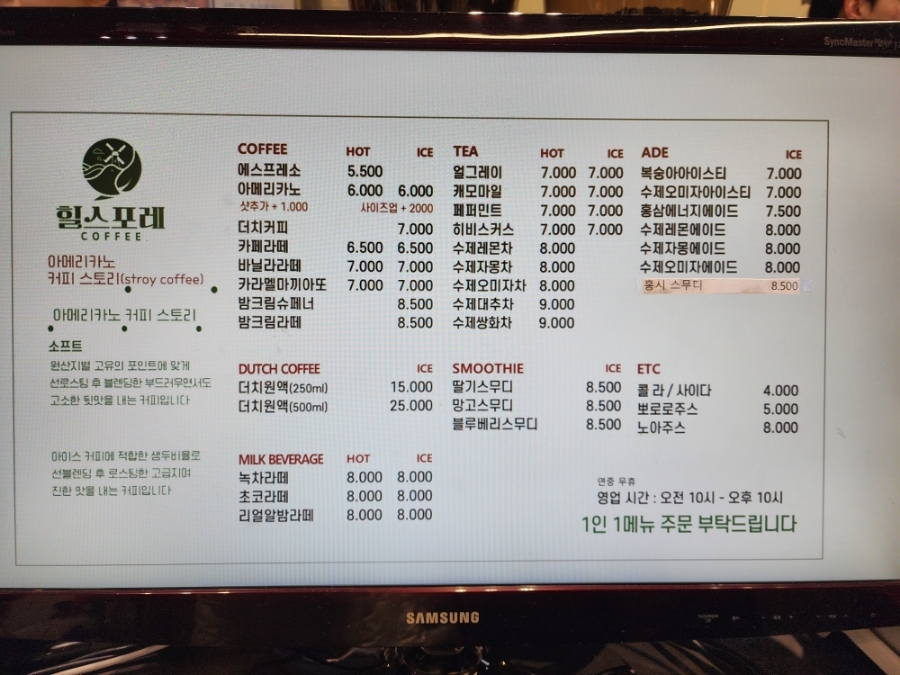 SyncMaster
힐스포레
COFFEE
아메리카노
커피 스토리(stroy coffee)
아메리카노 커피 스토리
소프트
원산지별 고유의 포인트에 맞게
선로스팅 후 블렌딩한 부드러우면서도
고소한 뒷맛을 내는 커피입니다
아이스 커피에 적합한 생두비율로
선블렌딩 후 로스팅한 고급지며
진한 맛을 내는 커피입니다
COFFEE HOT ICE
에스프레소 5.500
아메리카노 6.000 6.000
샷추가 + 1.000 사이즈업 + 2000
더치커피 7.000
카페라떼 6.500 6.500
바닐라라떼 7.000 7.000
카라멜마끼아또 7.000 7.000
밤크림슈페너 8.500
밤크림라떼 8.500
DUTCH COFFEE ICE
더치원액(250ml) 15.000
더치원액(500ml) 25.000
MILK BEVERAGE HOT ICE
녹차라떼 8.000 8.000
초코라떼 8.000 8.000
리얼알밤라떼 8.000 8.000
TEA HOT ICE
얼그레이 7.000 7.000
캐모마일 7.000 7.000
페퍼민트 7.000 7.000
히비스커스 7.000 7.000
수제레몬차 8.000
수제자몽차 8.000
수제오미자차 8.000
수제대추차 9.000
수제쌍화차 9.000
SMOOTHIE ICE
딸기스무디 8.500
망고스무디 8.500
블루베리스무디 8.500
ADE ICE
복숭아아이스티 7.000
수제오미자아이스티 7.000
홍삼에너지에이드 7.500
수제레몬에이드 8.000
수제자몽에이드 8.000
수제오미자에이드 8.000
홍시 스무디 8.500
ETC
콜라 / 사이다 4.000
뽀로로주스 5.000
노아주스 8.000
연중 무휴
영업 시간 : 오전 10시 - 오후 10시
1인 1메뉴 주문 부탁드립니다
SAMSUNG